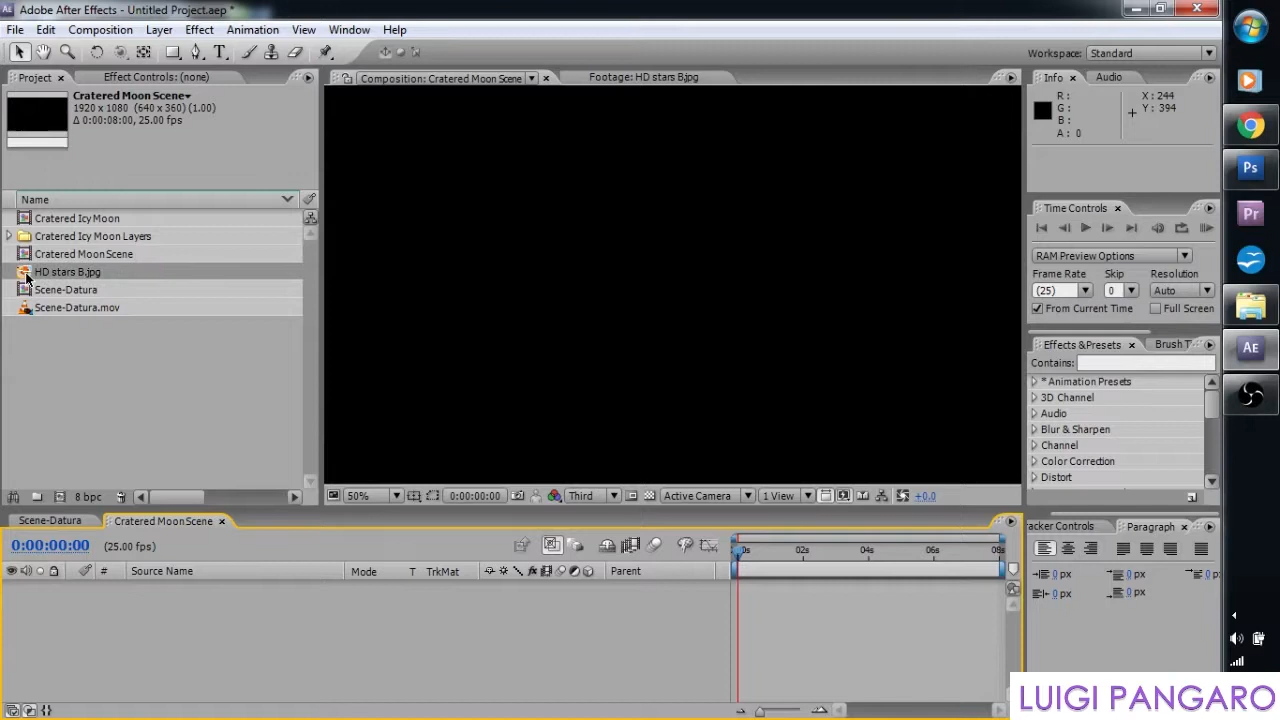 Adobe After Effects - Untitled Project.aep *
File Edit Composition Layer Effect Animation View Window Help
Workspace: Standard
Project Effect Controls: (none)
Composition: Cratered Moon Scene Footage: HD stars B.jpg
Info Audio
Cratered Moon Scene
1920 x 1080 (640 x 360) (1.00)
Δ 0:00:08:00, 25.00 fps
R:
G:
B:
A: 0
X: 244
Y: 394
Name
Cratered Icy Moon
Cratered Icy Moon Layers
Cratered Moon Scene
HD stars B.jpg
Scene-Datura
Scene-Datura.mov
Time Controls
RAM Preview Options
Frame Rate Skip Resolution
(25) 0 Auto
From Current Time Full Screen
Effects & Presets Brush T
Contains:
* Animation Presets
3D Channel
Audio
Blur & Sharpen
Channel
Color Correction
Distort
8 bpc
50% 0:00:00:00 Third Active Camera 1 View +0.0
Scene-Datura Cratered Moon Scene
0:00:00:00 (25.00 fps)
0s 02s 04s 06s 08s
# Source Name Mode T TrkMat Parent
racker Controls Paragraph
0 px 0 px 0 p
0 px 0 px
Ps
Pr
AE
LUIGI PANGARO